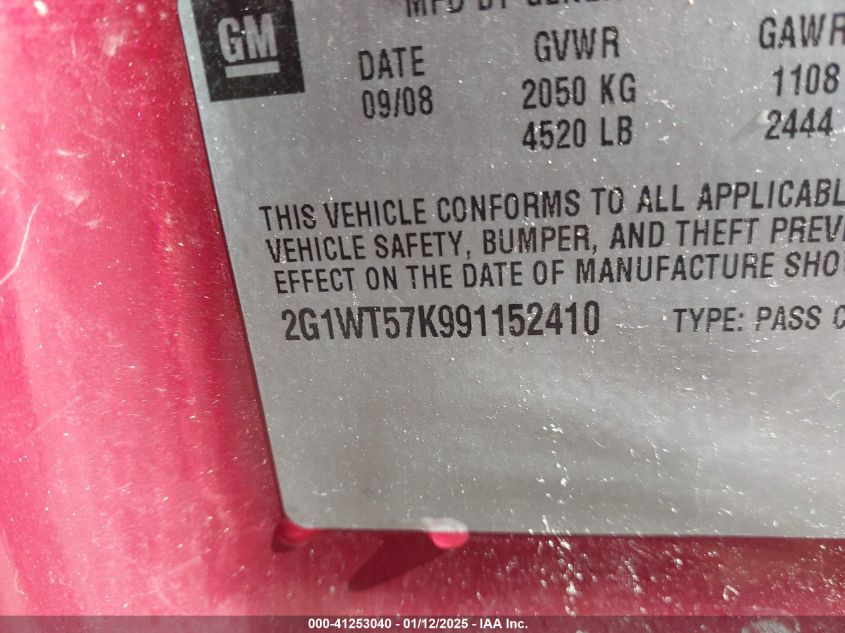 GM
MFD BY
DATE GVWR GAWR
09/08 2050 KG 1108
4520 LB 2444
THIS VEHICLE CONFORMS TO ALL APPLICABL
VEHICLE SAFETY, BUMPER, AND THEFT PREV
EFFECT ON THE DATE OF MANUFACTURE SHO
2G1WT57K991152410 TYPE: PASS C
000-41253040 - 01/12/2025 - IAA Inc.